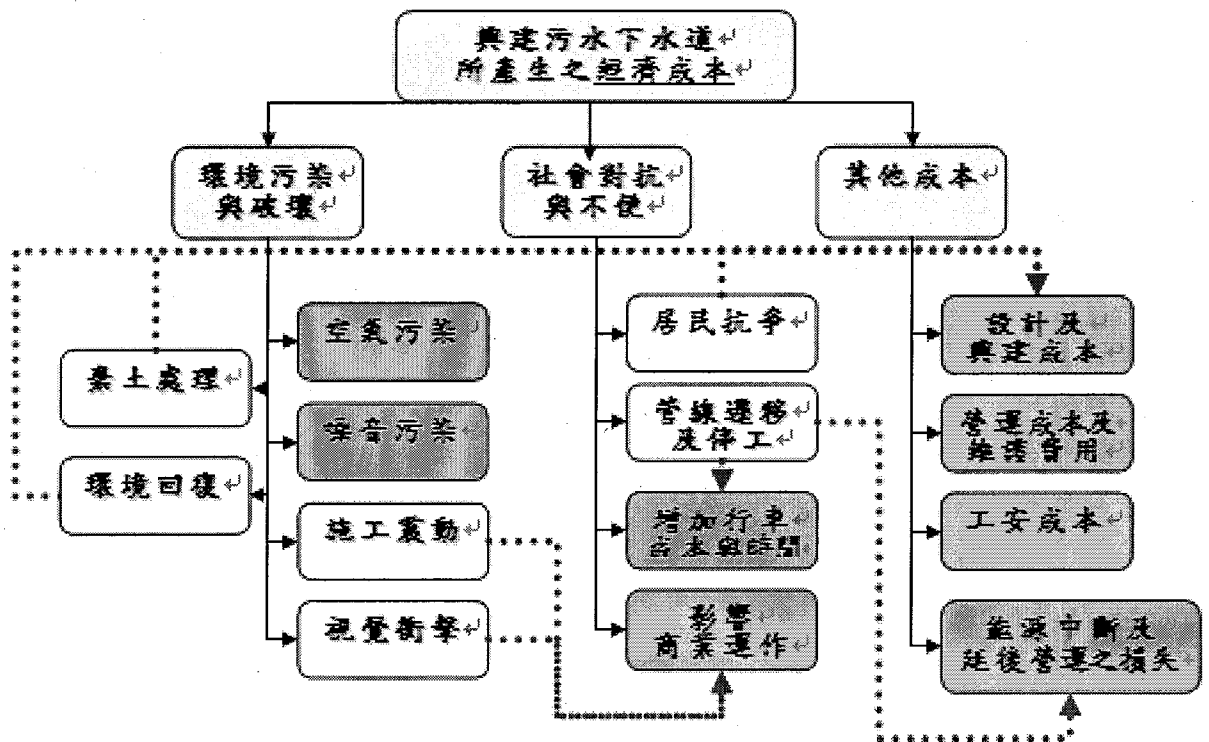 興建污水下水道
所產生之經濟成本
環境污染
與破壞
社會對抗
與不便
其他成本
空氣污染
棄土處理
噪音污染
環境回復
施工震動
視覺衝擊
居民抗爭
管線遷移
及停工
增加行車
成本與時間
影響
商業運作
設計及
興建成本
營運成本及
維護費用
工安成本
能源中斷及
延後營運之損失